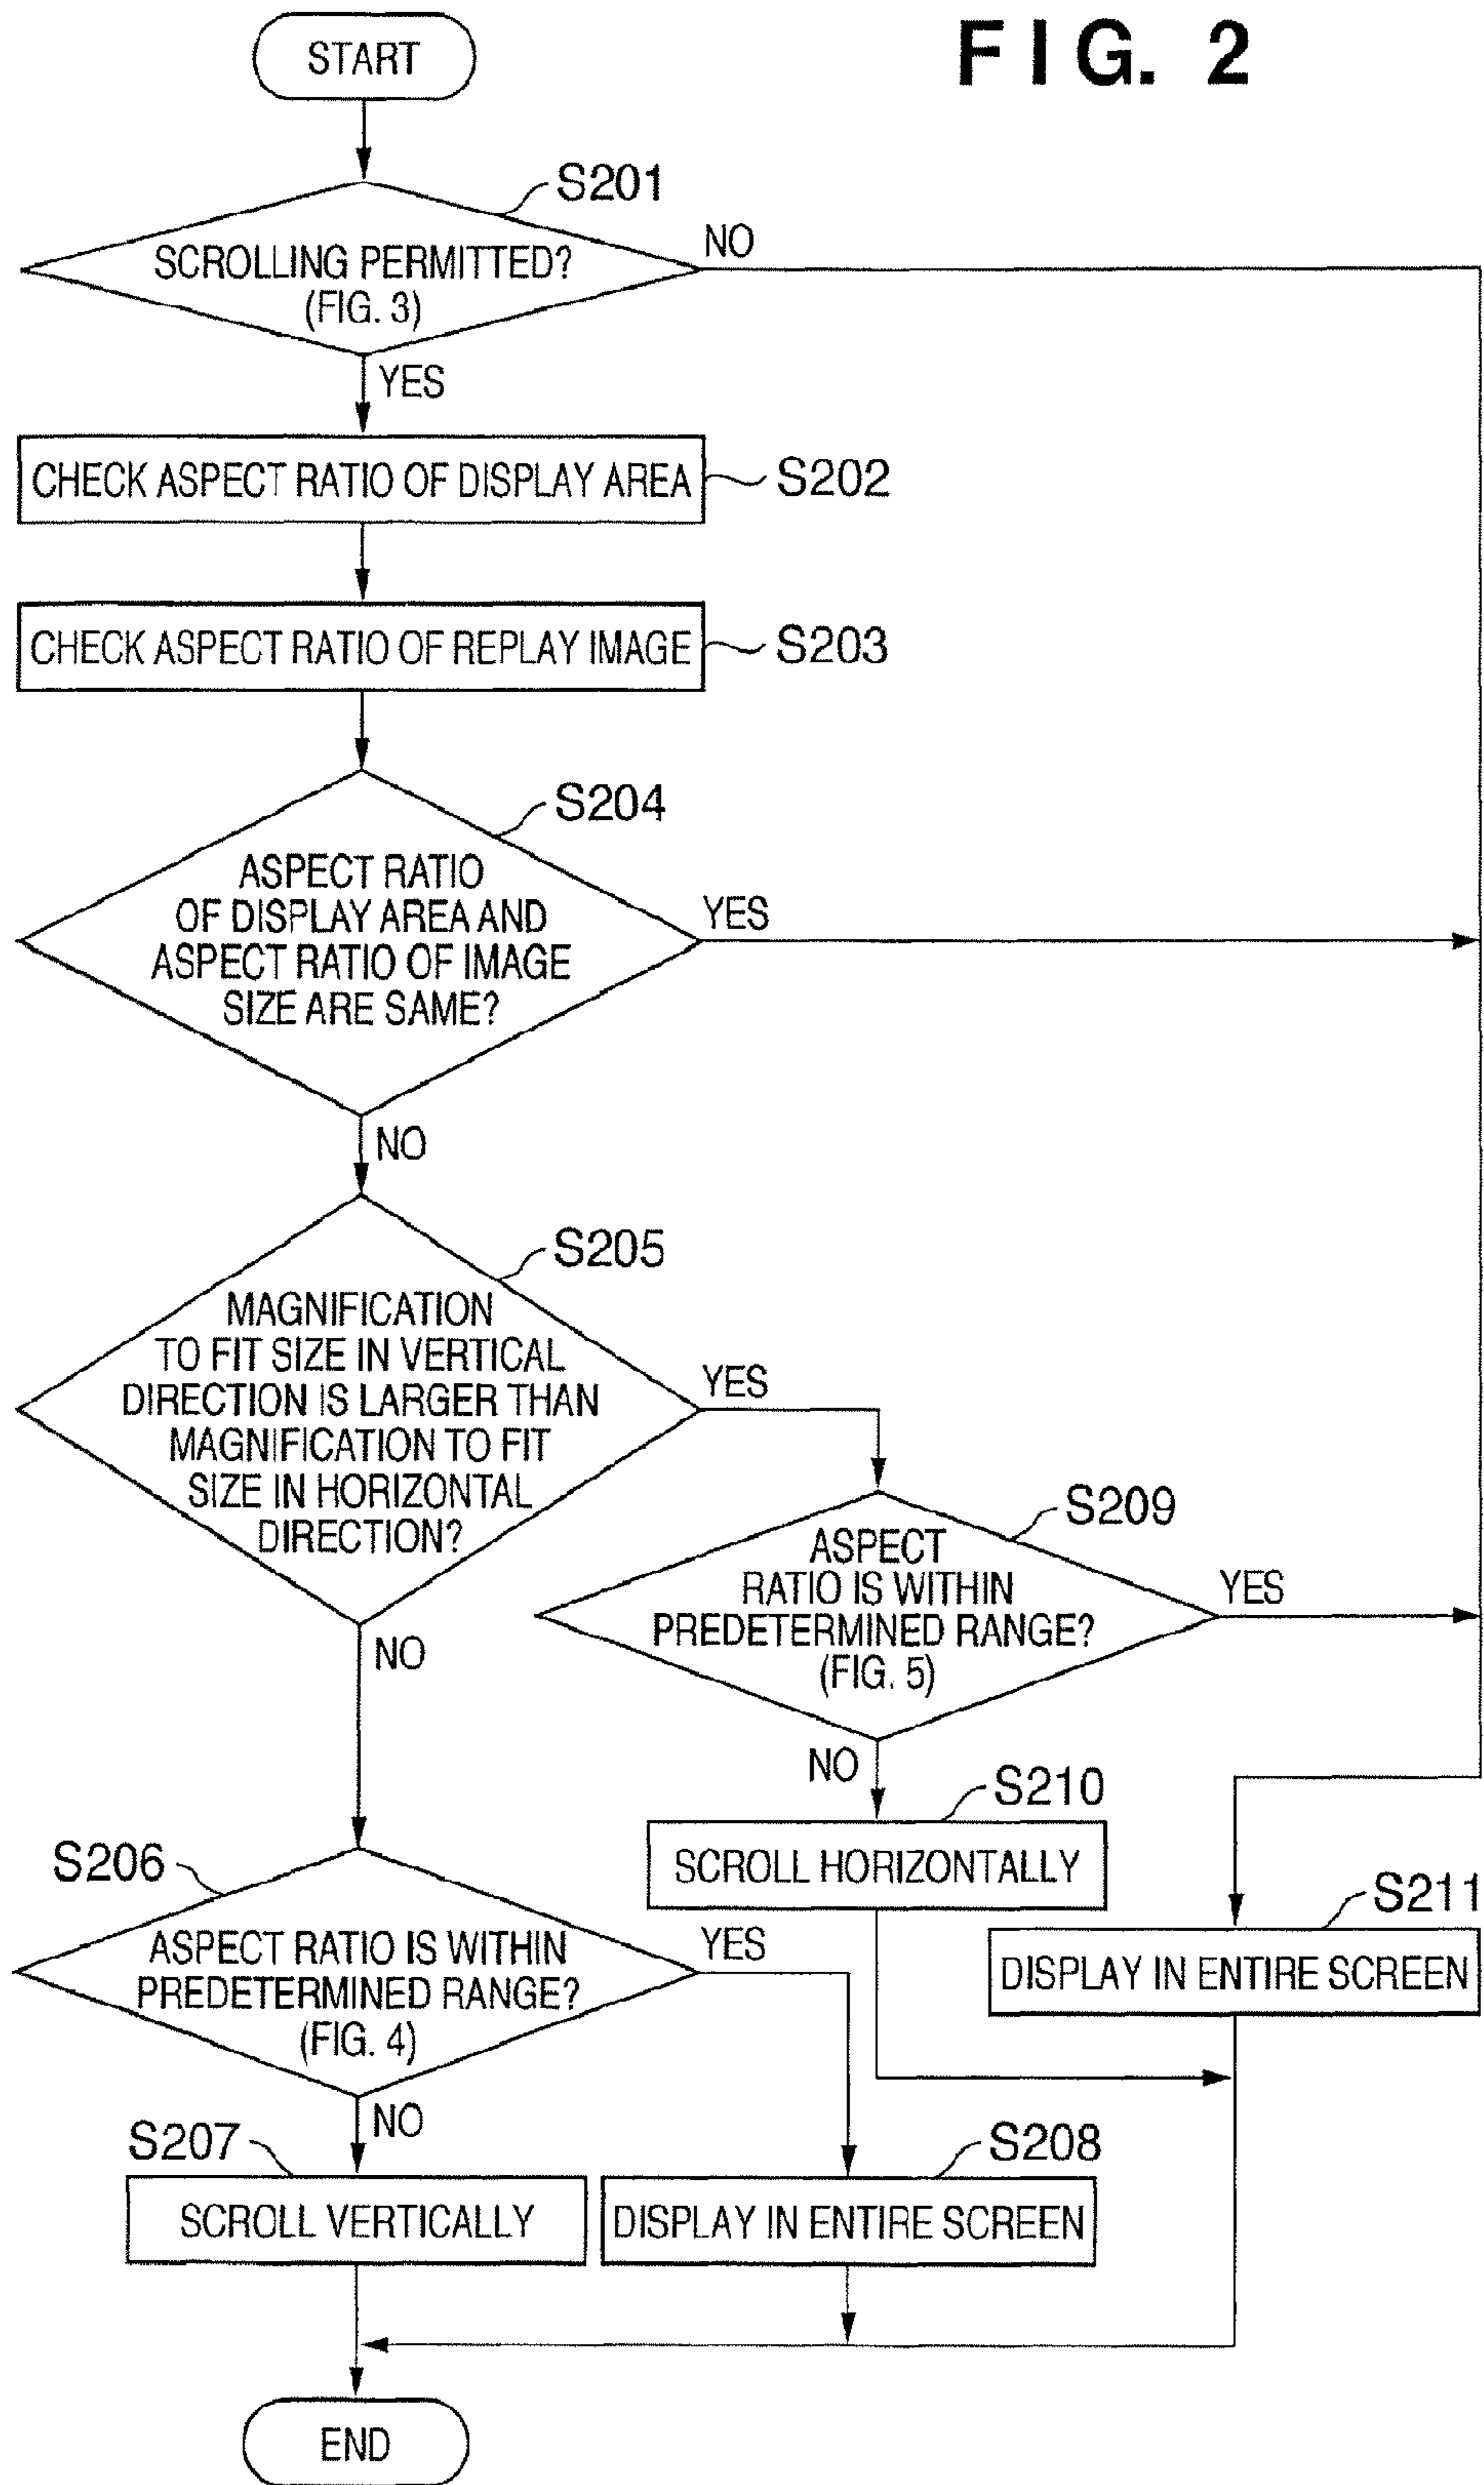 FIG. 2
START
S201
SCROLLING PERMITTED?
(FIG. 3)
NO
YES
CHECK ASPECT RATIO OF DISPLAY AREA
S202
CHECK ASPECT RATIO OF REPLAY IMAGE
S203
S204
ASPECT RATIO
OF DISPLAY AREA AND
ASPECT RATIO OF IMAGE
SIZE ARE SAME?
YES
NO
S205
MAGNIFICATION
TO FIT SIZE IN VERTICAL
DIRECTION IS LARGER THAN
MAGNIFICATION TO FIT
SIZE IN HORIZONTAL
DIRECTION?
YES
NO
S209
ASPECT
RATIO IS WITHIN
PREDETERMINED RANGE?
(FIG. 5)
YES
NO
S210
SCROLL HORIZONTALLY
S211
DISPLAY IN ENTIRE SCREEN
S206
ASPECT RATIO IS WITHIN
PREDETERMINED RANGE?
(FIG. 4)
YES
NO
S207
SCROLL VERTICALLY
S208
DISPLAY IN ENTIRE SCREEN
END